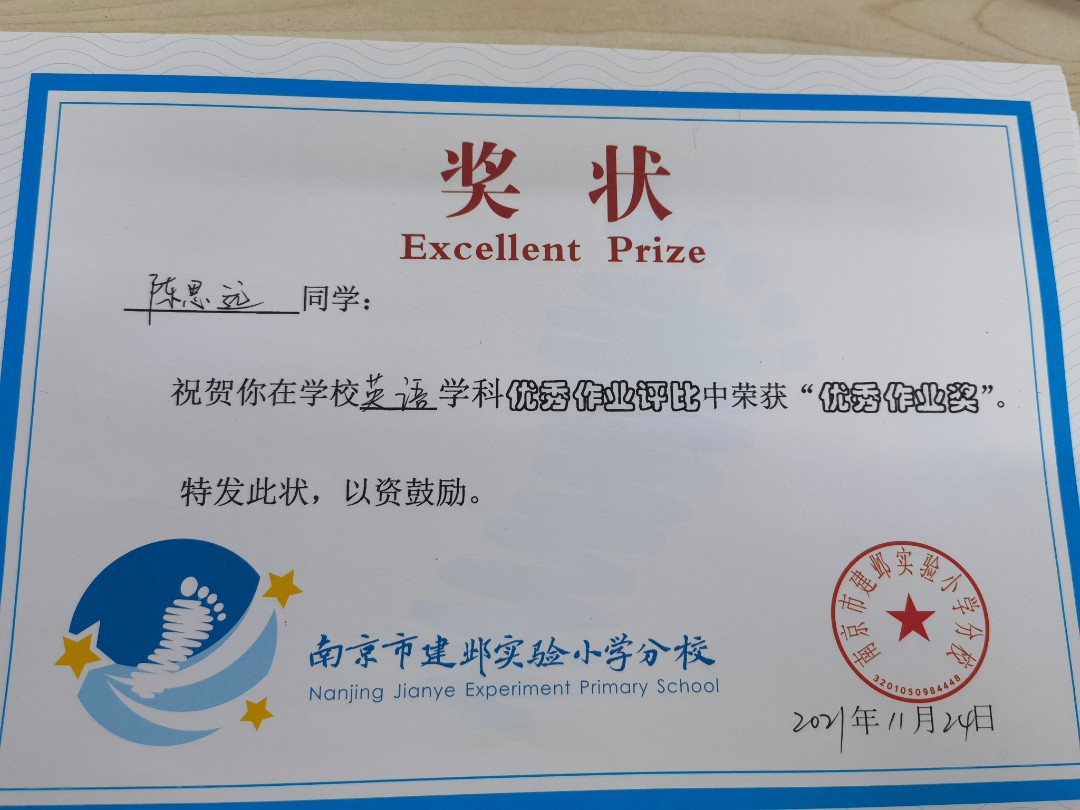 奖状
Excellent Prize
陈思远 同学：
祝贺你在学校英语学科优秀作业评比中荣获“优秀作业奖”。
特发此状，以资鼓励。
南京市建邺实验小学分校
Nanjing Jianye Experiment Primary School
南京市建邺实验小学分校
3201050984448
2021年11月24日